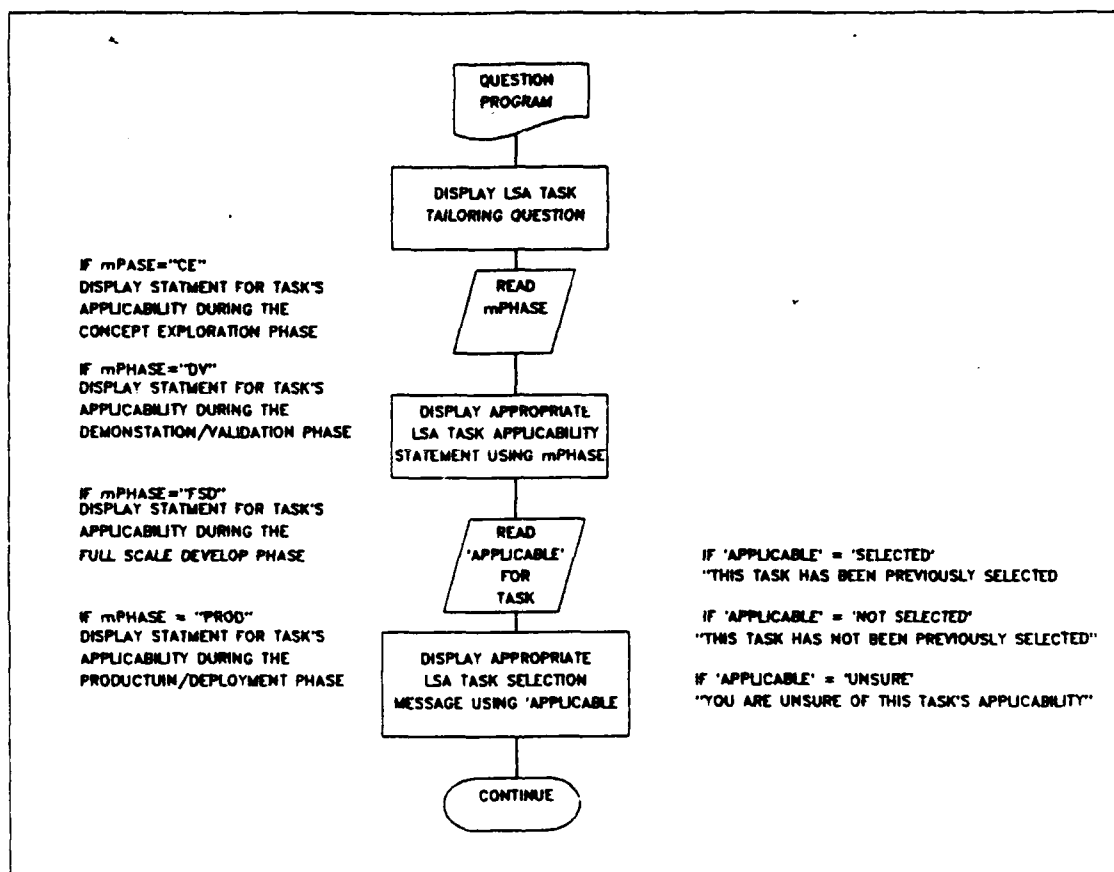 QUESTION
PROGRAM
DISPLAY LSA TASK
TAILORING QUESTION
READ
mPHASE
DISPLAY APPROPRIATE
LSA TASK APPLICABILITY
STATEMENT USING mPHASE
READ
'APPLICABLE'
FOR
TASK
DISPLAY APPROPRIATE
LSA TASK SELECTION
MESSAGE USING 'APPLICABLE
CONTINUE
IF mPASE="CE"
DISPLAY STATMENT FOR TASK'S
APPLICABILITY DURING THE
CONCEPT EXPLORATION PHASE
IF mPHASE="DV"
DISPLAY STATMENT FOR TASK'S
APPLICABILITY DURING THE
DEMONSTATION/VALIDATION PHASE
IF mPHASE="FSD"
DISPLAY STATMENT FOR TASK'S
APPLICABILITY DURING THE
FULL SCALE DEVELOP PHASE
IF mPHASE = "PROD"
DISPLAY STATMENT FOR TASK'S
APPLICABILITY DURING THE
PRODUCTUIN/DEPLOYMENT PHASE
IF 'APPLICABLE' = 'SELECTED'
"THIS TASK HAS BEEN PREVIOUSLY SELECTED
IF 'APPLICABLE' = 'NOT SELECTED'
"THIS TASK HAS NOT BEEN PREVIOUSLY SELECTED"
IF 'APPLICABLE' = 'UNSURE'
"YOU ARE UNSURE OF THIS TASK'S APPLICABILITY"